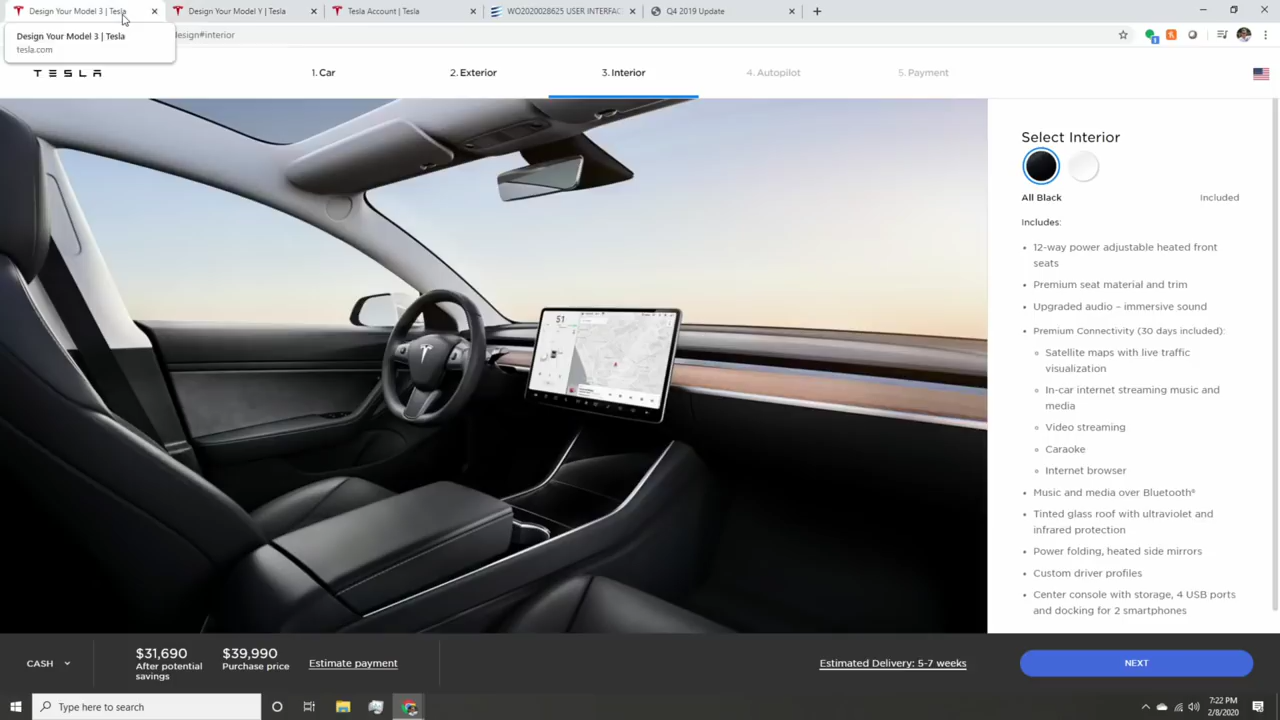 Design Your Model 3 | Tesla
Design Your Model Y | Tesla
Tesla Account | Tesla
WO2020028625 USER INTERFAC
Q4 2019 Update
Design Your Model 3 | Tesla
tesla.com
design#interior
TESLA
1. Car
2. Exterior
3. Interior
4. Autopilot
5. Payment
Select Interior
All Black Included
Includes:
12-way power adjustable heated front
seats
Premium seat material and trim
Upgraded audio – immersive sound
Premium Connectivity (30 days included):
Satellite maps with live traffic
visualization
In-car internet streaming music and
media
Video streaming
Caraoke
Internet browser
Music and media over Bluetooth®
Tinted glass roof with ultraviolet and
infrared protection
Power folding, heated side mirrors
Custom driver profiles
Center console with storage, 4 USB ports
and docking for 2 smartphones
51
CASH
$31,690
After potential
savings
$39,990
Purchase price
Estimate payment
Estimated Delivery: 5-7 weeks
NEXT
Type here to search
7:22 PM
2/8/2020